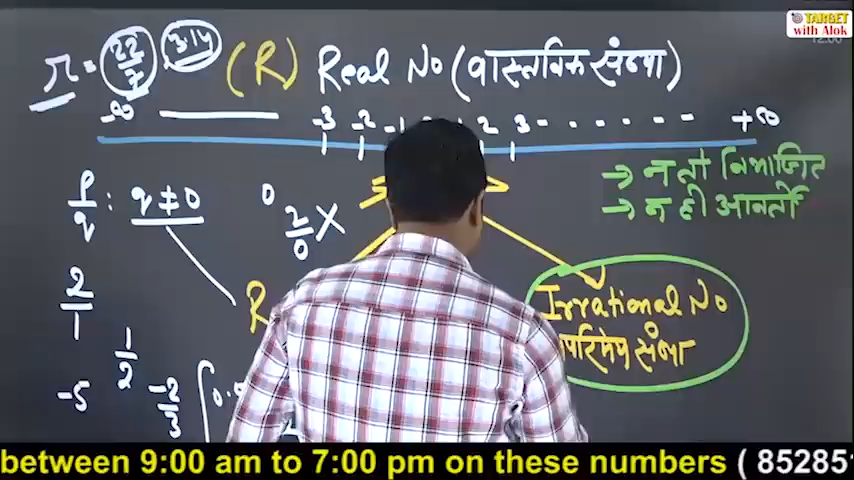 TARGET
with Alok
π = 22/7, 3.14 (R) Real No (वास्तविक संख्या)
-∞ -3 -2 -1 2 3 - - - - - - +∞
→ न तो विभाजित
→ न ही आवर्ती
p/q : q ≠ 0
0
2/0 X
2/1
R
Irrational No
परिमेय संख्या
1/2
-5
-2/3
between 9:00 am to 7:00 pm on these numbers ( 85285